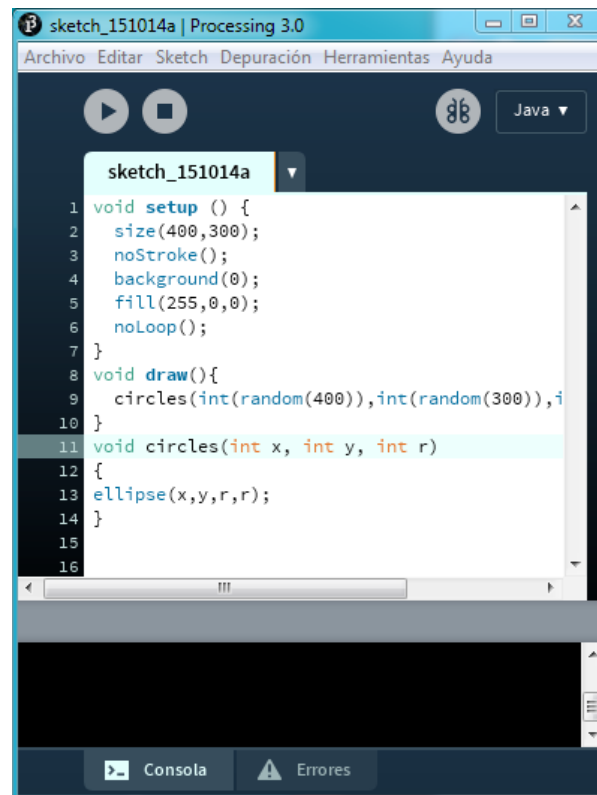 sketch_151014a | Processing 3.0
Archivo Editar Sketch Depuración Herramientas Ayuda
Java ▼
sketch_151014a ▼
1 void setup () {
2 size(400,300);
3 noStroke();
4 background(0);
5 fill(255,0,0);
6 noLoop();
7 }
8 void draw(){
9 circles(int(random(400)),int(random(300)),i
10 }
11 void circles(int x, int y, int r)
12 {
13 ellipse(x,y,r,r);
14 }
15
16
Consola Errores